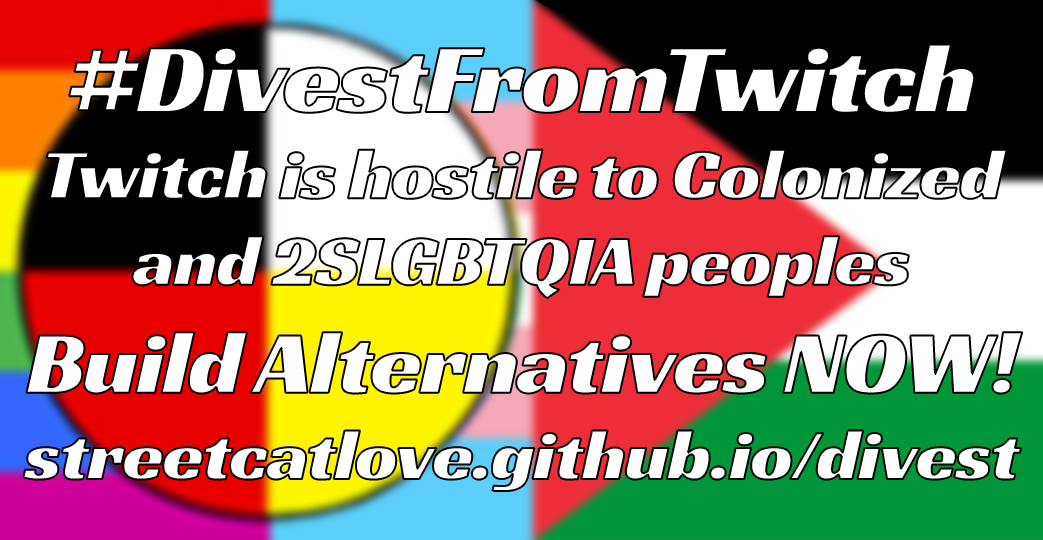 #DivestFromTwitch
Twitch is hostile to Colonized
and 2SLGBTQIA peoples
Build Alternatives NOW!
streetcatlove.github.io/divest